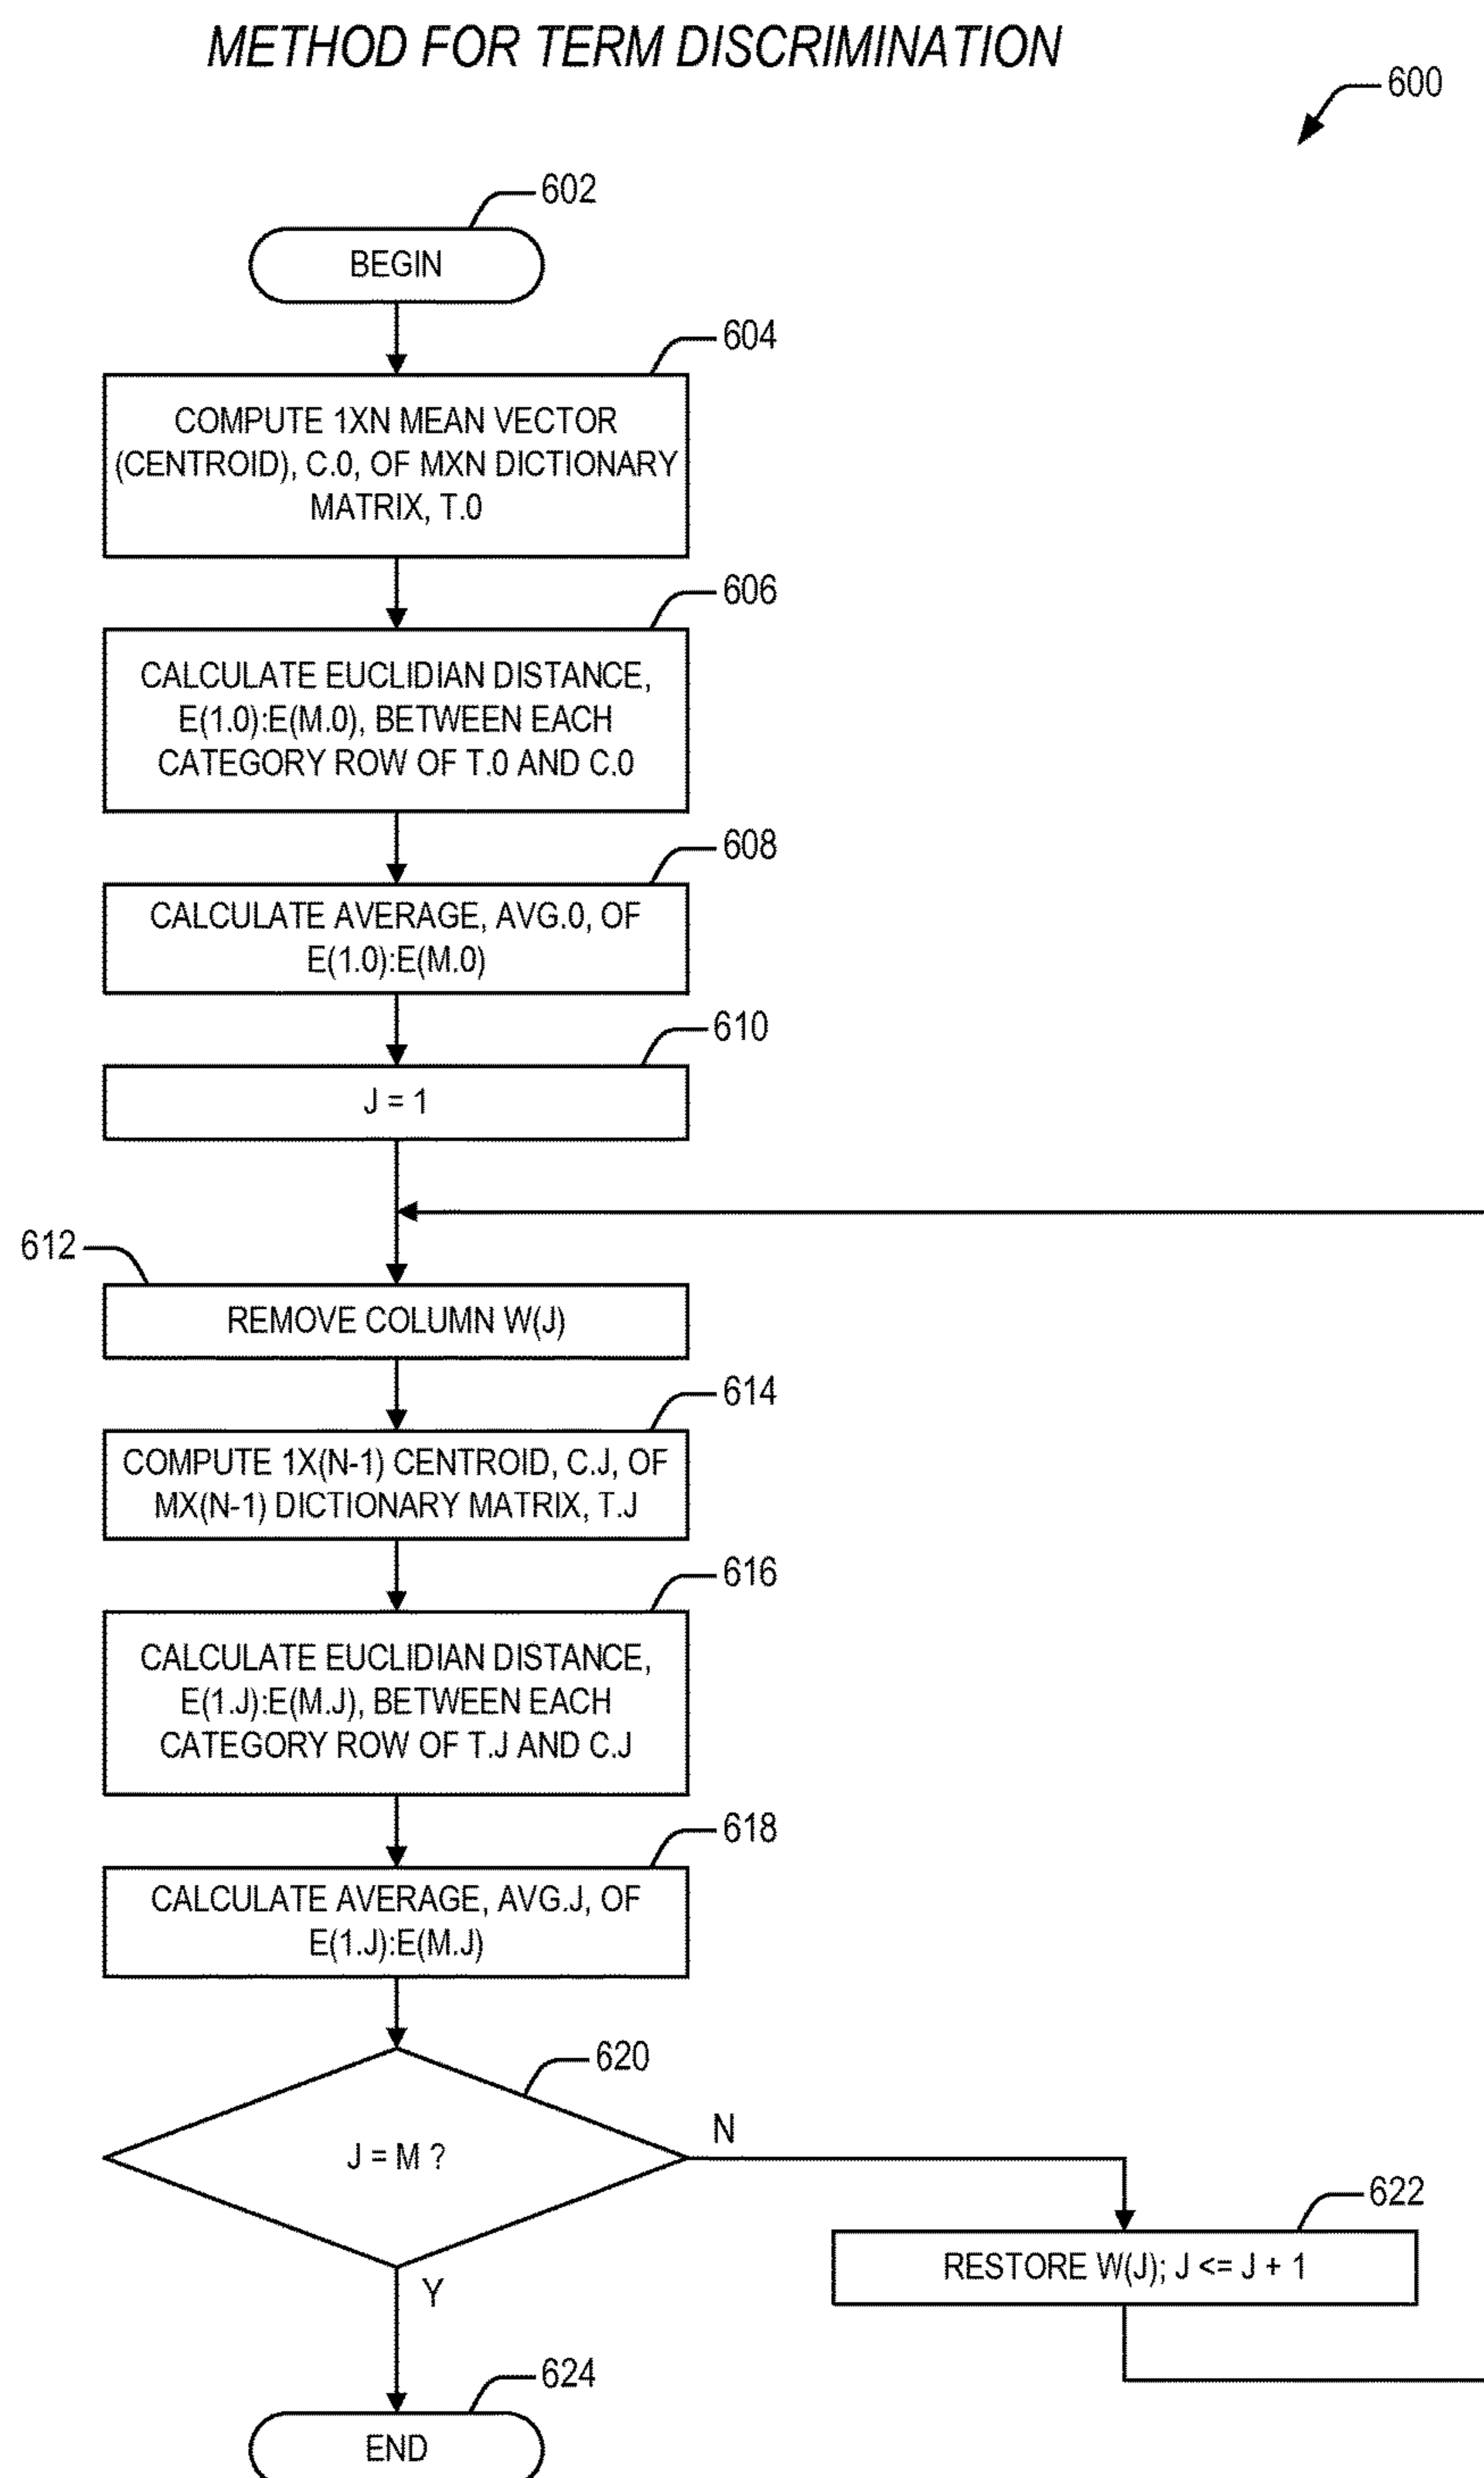 METHOD FOR TERM DISCRIMINATION
600
602
BEGIN
604
COMPUTE 1XN MEAN VECTOR
(CENTROID), C.0, OF MXN DICTIONARY
MATRIX, T.0
606
CALCULATE EUCLIDIAN DISTANCE,
E(1.0):E(M.0), BETWEEN EACH
CATEGORY ROW OF T.0 AND C.0
608
CALCULATE AVERAGE, AVG.0, OF
E(1.0):E(M.0)
610
J = 1
612
REMOVE COLUMN W(J)
614
COMPUTE 1X(N-1) CENTROID, C.J, OF
MX(N-1) DICTIONARY MATRIX, T.J
616
CALCULATE EUCLIDIAN DISTANCE,
E(1.J):E(M.J), BETWEEN EACH
CATEGORY ROW OF T.J AND C.J
618
CALCULATE AVERAGE, AVG.J, OF
E(1.J):E(M.J)
620
J = M ?
N
622
RESTORE W(J); J <= J + 1
Y
624
END